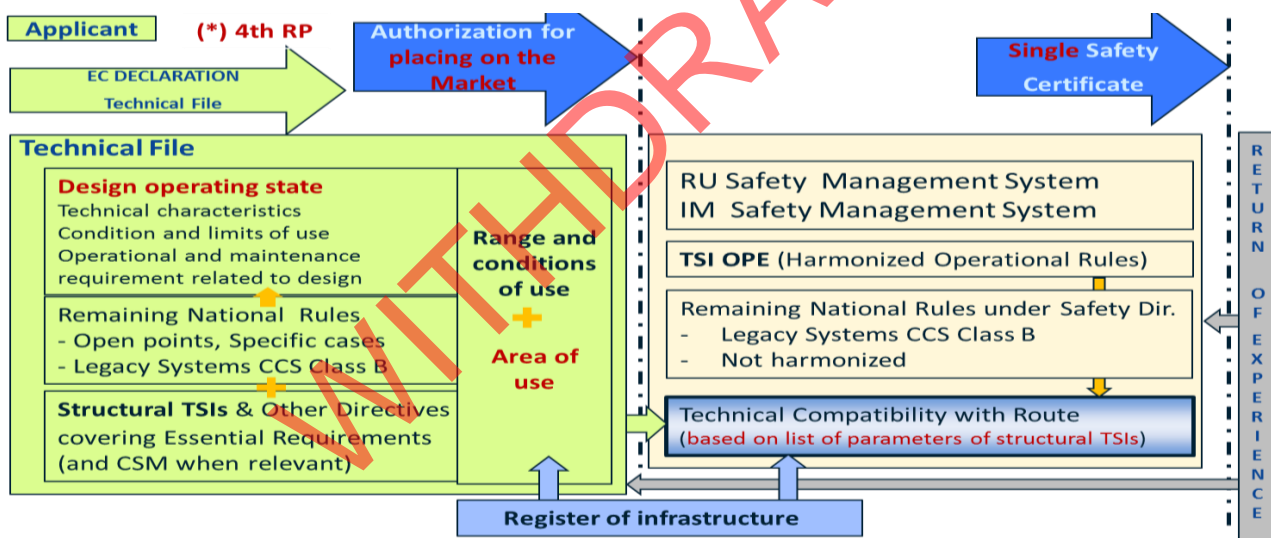 Applicant
(*) 4th RP
EC DECLARATION
Technical File
Authorization for
placing on the
Market
Single Safety
Certificate
Technical File
Design operating state
Technical characteristics
Condition and limits of use
Operational and maintenance
requirement related to design
Remaining National Rules
- Open points, Specific cases
- Legacy Systems CCS Class B
Structural TSIs & Other Directives
covering Essential Requirements
(and CSM when relevant)
Range and
conditions
of use
Area of
use
RU Safety Management System
IM Safety Management System
TSI OPE (Harmonized Operational Rules)
Remaining National Rules under Safety Dir.
- Legacy Systems CCS Class B
- Not harmonized
Technical Compatibility with Route
(based on list of parameters of structural TSIs)
Register of infrastructure
RETURN OF EXPERIENCE
WITHDRA